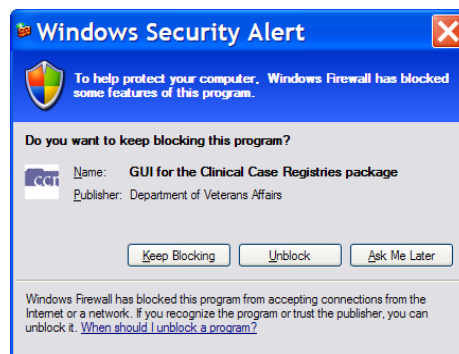 Windows Security Alert
To help protect your computer, Windows Firewall has blocked
some features of this program.
Do you want to keep blocking this program?
ccr
Name: GUI for the Clinical Case Registries package
Publisher: Department of Veterans Affairs
Keep Blocking
Unblock
Ask Me Later
Windows Firewall has blocked this program from accepting connections from the
Internet or a network. If you recognize the program or trust the publisher, you can
unblock it. When should I unblock a program?